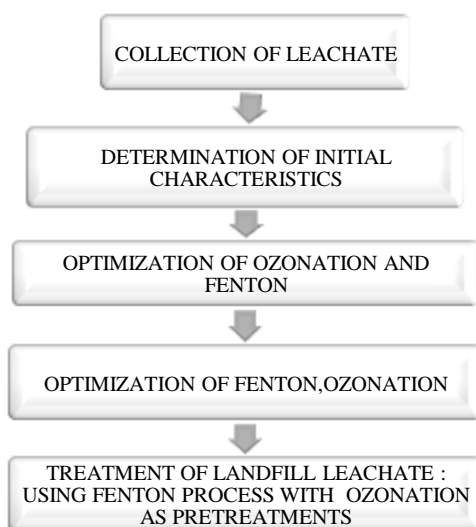 COLLECTION OF LEACHATE
DETERMINATION OF INITIAL
CHARACTERISTICS
OPTIMIZATION OF OZONATION AND
FENTON
OPTIMIZATION OF FENTON,OZONATION
TREATMENT OF LANDFILL LEACHATE :
USING FENTON PROCESS WITH OZONATION
AS PRETREATMENTS